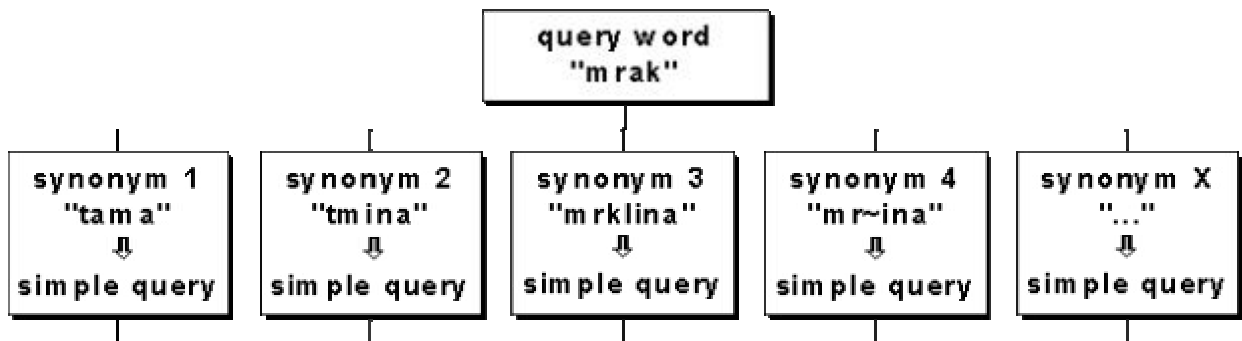 query word
"mrak"
synonym 1
"tama"
simple query
synonym 2
"tmina"
simple query
synonym 3
"mrklina"
simple query
synonym 4
"mr~ina"
simple query
synonym X
"..."
simple query